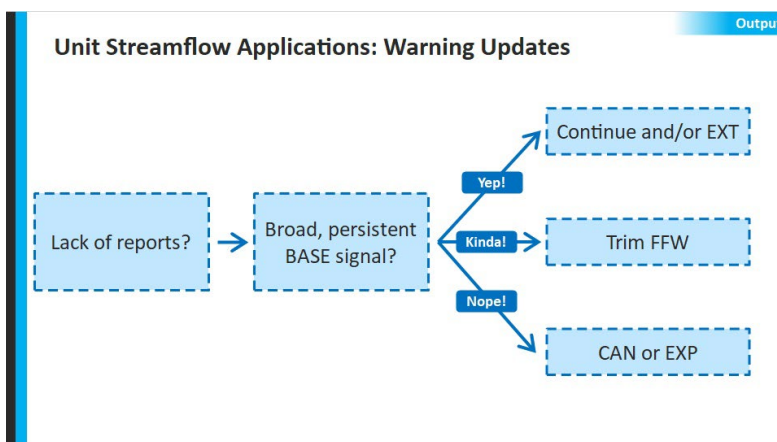 Output
Unit Streamflow Applications: Warning Updates
Lack of reports?
Broad, persistent
BASE signal?
Yep!
Continue and/or EXT
Kinda!
Trim FFW
Nope!
CAN or EXP